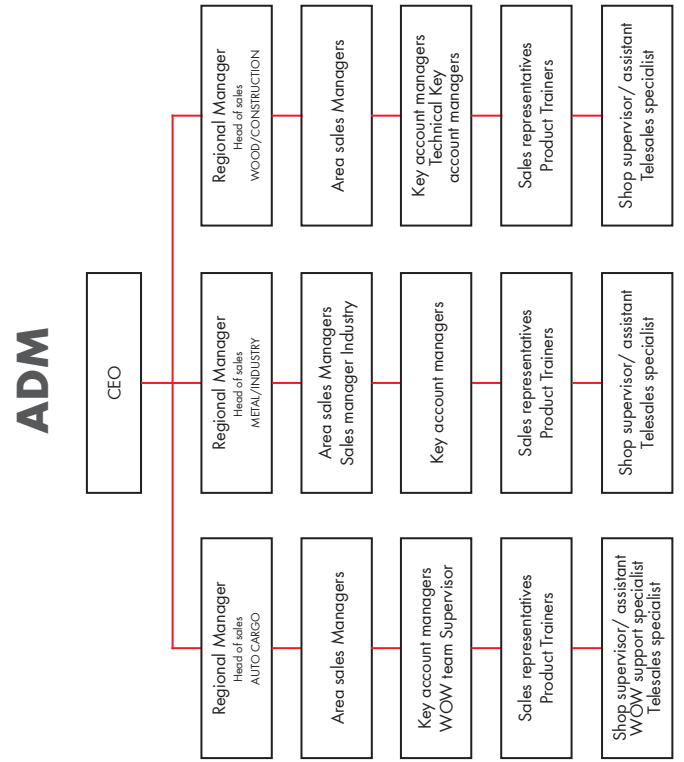 ADM
CEO
Regional Manager
Head of sales
AUTO CARGO
Area sales Managers
Key account managers
WOW team Supervisor
Sales representatives
Product Trainers
Shop supervisor/ assistant
WOW support specialist
Telesales specialist
Regional Manager
Head of sales
METAL/INDUSTRY
Area sales Managers
Sales manager Industry
Key account managers
Sales representatives
Product Trainers
Shop supervisor/ assistant
Telesales specialist
Regional Manager
Head of sales
WOOD/CONSTRUCTION
Area sales Managers
Key account managers
Technical Key
account managers
Sales representatives
Product Trainers
Shop supervisor/ assistant
Telesales specialist